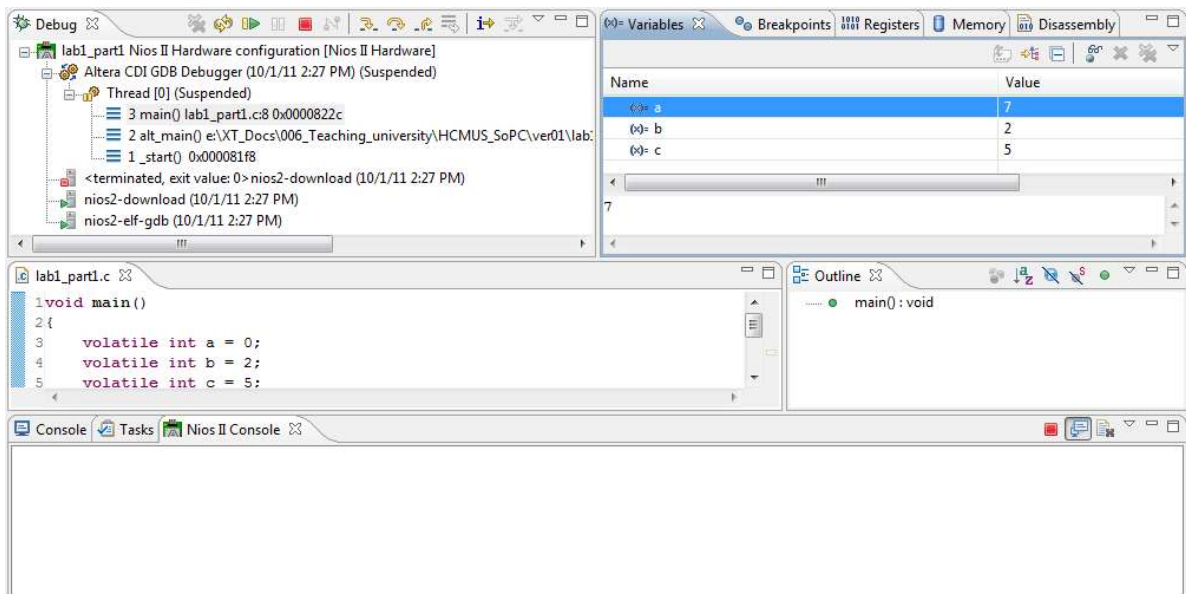 Debug
lab1_part1 Nios II Hardware configuration [Nios II Hardware]
Altera CDI GDB Debugger (10/1/11 2:27 PM) (Suspended)
Thread [0] (Suspended)
3 main() lab1_part1.c:8 0x0000822c
2 alt_main() e:\XT_Docs\006_Teaching_university\HCMUS_SoPC\ver01\lab
1 _start() 0x000081f8
<terminated, exit value: 0>nios2-download (10/1/11 2:27 PM)
nios2-download (10/1/11 2:27 PM)
nios2-elf-gdb (10/1/11 2:27 PM)
(x)= Variables Breakpoints Registers Memory Disassembly
Name Value
(x)= a 7
(x)= b 2
(x)= c 5
7
lab1_part1.c
1 void main()
2 {
3 volatile int a = 0;
4 volatile int b = 2;
5 volatile int c = 5;
Outline
main() : void
Console Tasks Nios II Console